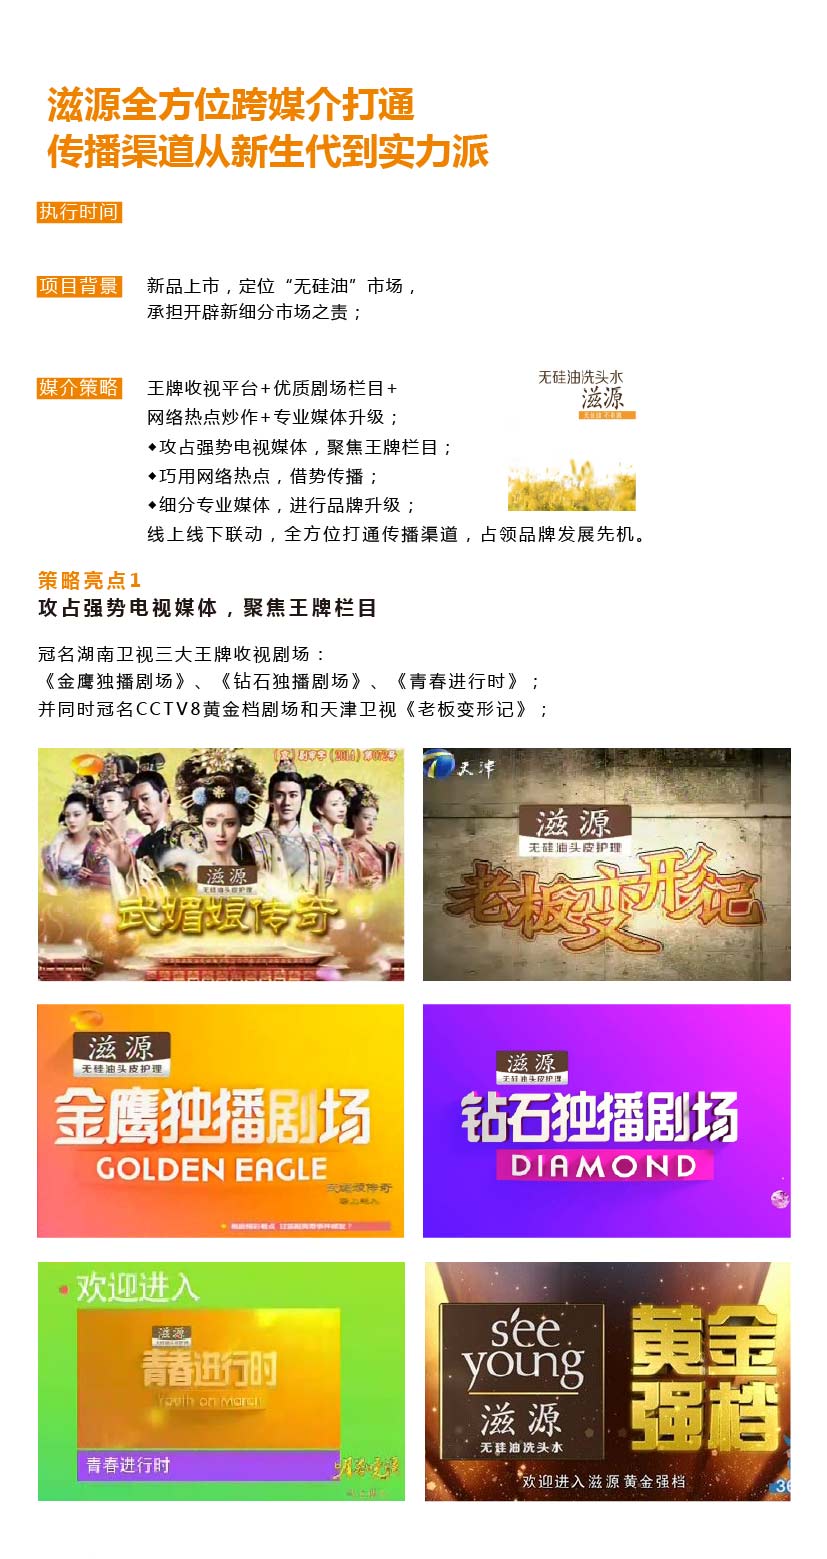 滋源全方位跨媒介打通
传播渠道从新生代到实力派
执行时间
项目背景
新品上市，定位“无硅油”市场，
承担开辟新细分市场之责；
媒介策略
王牌收视平台+优质剧场栏目+
网络热点炒作+专业媒体升级；
◆攻占强势电视媒体，聚焦王牌栏目；
◆巧用网络热点，借势传播；
◆细分专业媒体，进行品牌升级；
线上线下联动，全方位打通传播渠道，占领品牌发展先机。
无硅油洗头水
滋源
策略亮点1
攻占强势电视媒体，聚焦王牌栏目
冠名湖南卫视三大王牌收视剧场：
《金鹰独播剧场》、《钻石独播剧场》、《青春进行时》；
并同时冠名CCTV8黄金档剧场和天津卫视《老板变形记》；
滋源
无硅油头皮护理
武媚娘传奇
天津
滋源
无硅油头皮护理
老板变形记
滋源
无硅油头皮护理
金鹰独播剧场
GOLDEN EAGLE
武媚娘传奇
滋源
无硅油头皮护理
钻石独播剧场
DIAMOND
欢迎进入
滋源
无硅油头皮护理
青春进行时
Youth on March
青春进行时
see
young
滋源
无硅油洗头水
黄金
强档
欢迎进入滋源黄金强档
36